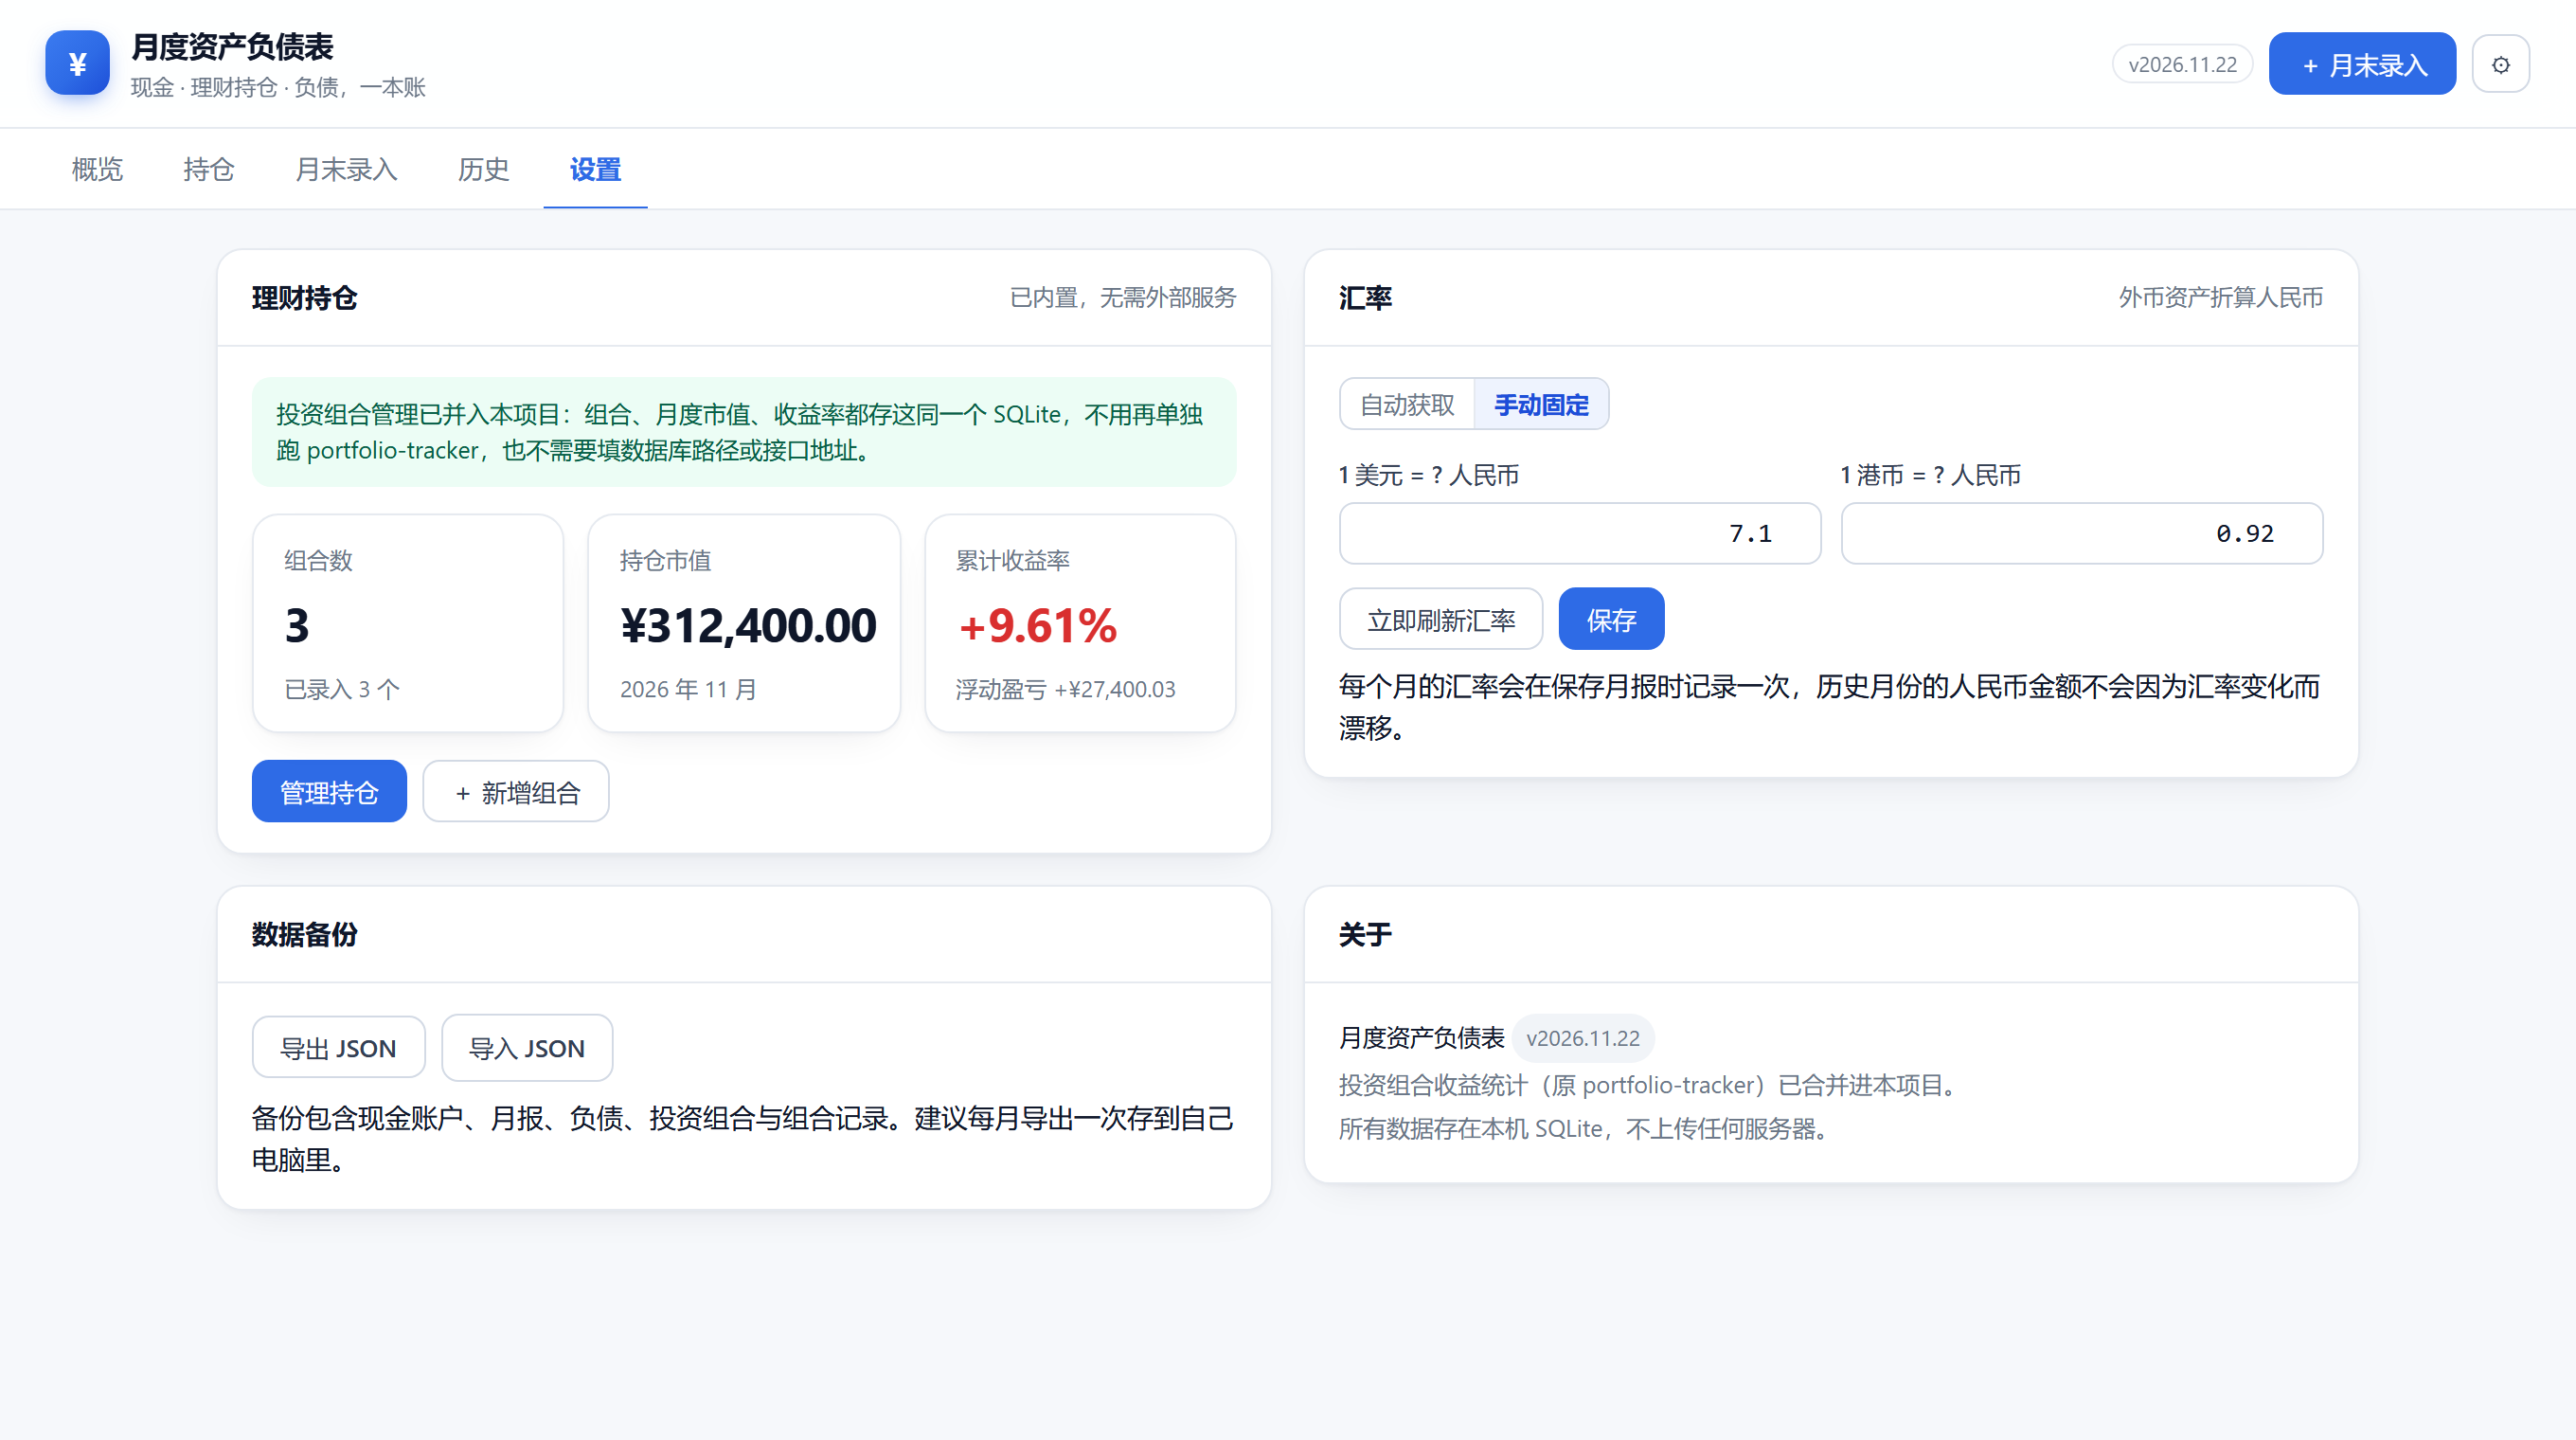 ¥
月度资产负债表
现金 · 理财持仓 · 负债，一本账
v2026.11.22
+ 月末录入
概览
持仓
月末录入
历史
设置
理财持仓
已内置，无需外部服务
投资组合管理已并入本项目：组合、月度市值、收益率都存这同一个 SQLite，不用再单独
跑 portfolio-tracker，也不需要填数据库路径或接口地址。
组合数
3
已录入 3 个
持仓市值
¥312,400.00
2026 年 11 月
累计收益率
+9.61%
浮动盈亏 +¥27,400.03
管理持仓
+ 新增组合
汇率
外币资产折算人民币
自动获取
手动固定
1 美元 = ? 人民币
1 港币 = ? 人民币
7.1
0.92
立即刷新汇率
保存
每个月的汇率会在保存月报时记录一次，历史月份的人民币金额不会因为汇率变化而
漂移。
数据备份
导出 JSON
导入 JSON
备份包含现金账户、月报、负债、投资组合与组合记录。建议每月导出一次存到自己
电脑里。
关于
月度资产负债表 v2026.11.22
投资组合收益统计（原 portfolio-tracker）已合并进本项目。
所有数据存在本机 SQLite，不上传任何服务器。